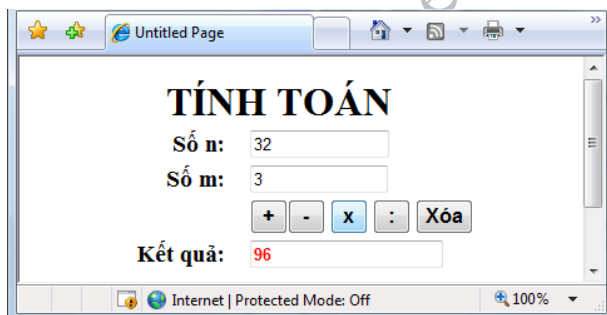 Untitled Page
»
TÍNH TOÁN
Số n: 32
Số m: 3
+ - x : Xóa
Kết quả: 96
Internet | Protected Mode: Off 100%